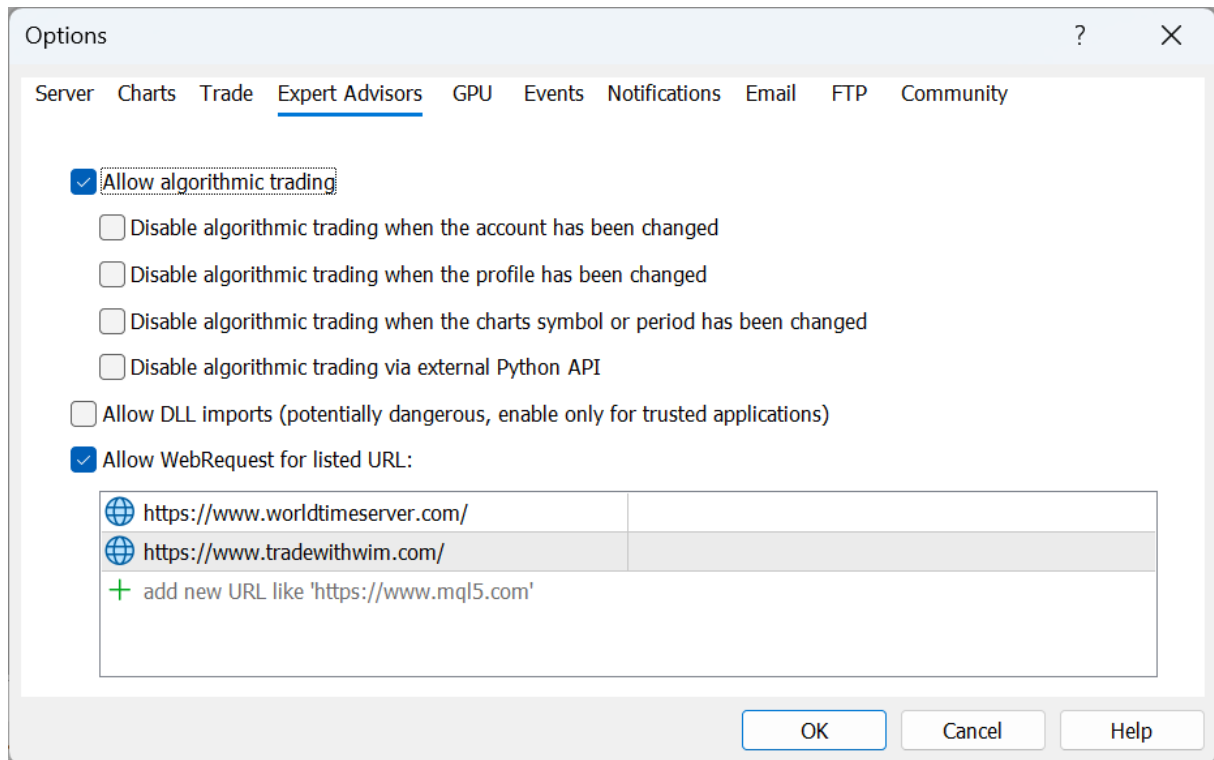 Options
Server Charts Trade Expert Advisors GPU Events Notifications Email FTP Community
Allow algorithmic trading
Disable algorithmic trading when the account has been changed
Disable algorithmic trading when the profile has been changed
Disable algorithmic trading when the charts symbol or period has been changed
Disable algorithmic trading via external Python API
Allow DLL imports (potentially dangerous, enable only for trusted applications)
Allow WebRequest for listed URL:
https://www.worldtimeserver.com/
https://www.tradewithwim.com/
add new URL like 'https://www.mql5.com'
OK Cancel Help